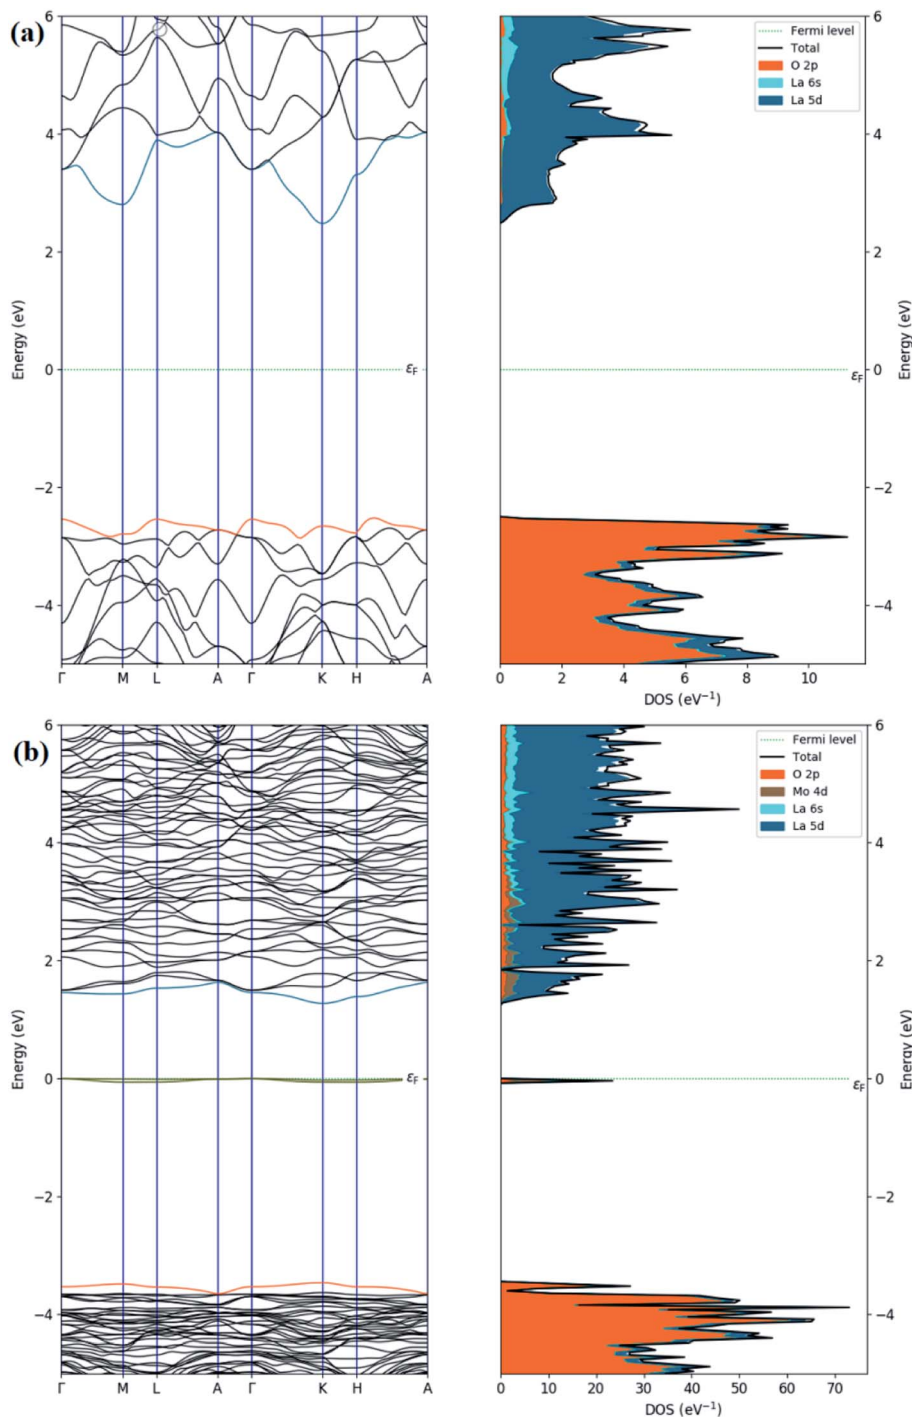 (a)
6
4
2
0
−2
−4
Energy (eV)
Γ M L A Γ K H A
εF
Fermi level
Total
O 2p
La 6s
La 5d
6
4
2
0
−2
−4
Energy (eV)
εF
0 2 4 6 8 10
DOS (eV⁻¹)
(b)
6
4
2
0
−2
−4
Energy (eV)
Γ M L A Γ K H A
εF
Fermi level
Total
O 2p
Mo 4d
La 6s
La 5d
6
4
2
0
−2
−4
Energy (eV)
εF
0 10 20 30 40 50 60 70
DOS (eV⁻¹)